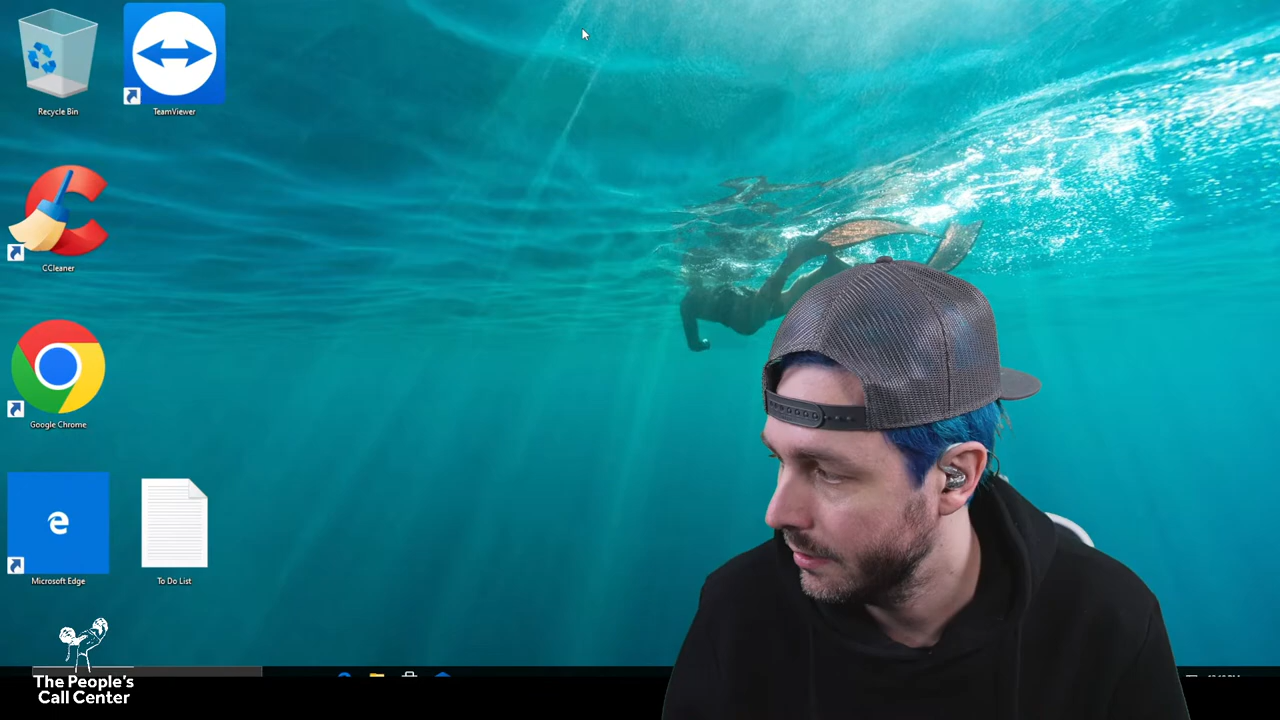 Recycle Bin
TeamViewer
CCleaner
Google Chrome
Microsoft Edge
To Do List
The People's
Call Center